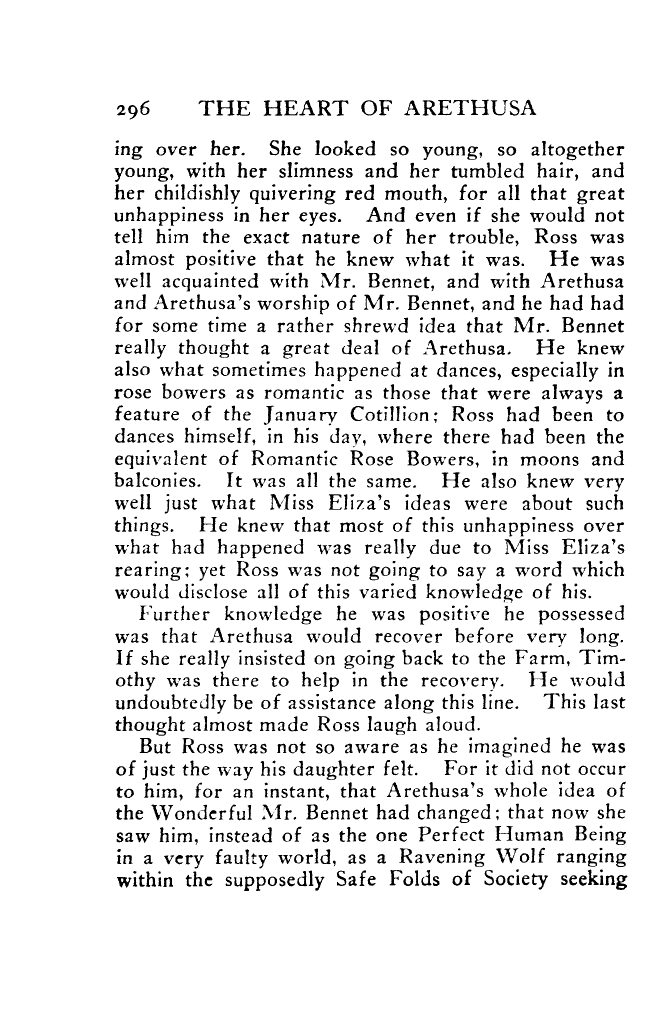 296 THE HEART OF ARETHUSA
ing over her. She looked so young, so altogether
young, with her slimness and her tumbled hair, and
her childishly quivering red mouth, for all that great
unhappiness in her eyes. And even if she would not
tell him the exact nature of her trouble, Ross was
almost positive that he knew what it was. He was
well acquainted with Mr. Bennet, and with Arethusa
and Arethusa's worship of Mr. Bennet, and he had had
for some time a rather shrewd idea that Mr. Bennet
really thought a great deal of Arethusa. He knew
also what sometimes happened at dances, especially in
rose bowers as romantic as those that were always a
feature of the January Cotillion; Ross had been to
dances himself, in his day, where there had been the
equivalent of Romantic Rose Bowers, in moons and
balconies. It was all the same. He also knew very
well just what Miss Eliza's ideas were about such
things. He knew that most of this unhappiness over
what had happened was really due to Miss Eliza's
rearing; yet Ross was not going to say a word which
would disclose all of this varied knowledge of his.
Further knowledge he was positive he possessed
was that Arethusa would recover before very long.
If she really insisted on going back to the Farm, Tim-
othy was there to help in the recovery. He would
undoubtedly be of assistance along this line. This last
thought almost made Ross laugh aloud.
But Ross was not so aware as he imagined he was
of just the way his daughter felt. For it did not occur
to him, for an instant, that Arethusa's whole idea of
the Wonderful Mr. Bennet had changed; that now she
saw him, instead of as the one Perfect Human Being
in a very faulty world, as a Ravening Wolf ranging
within the supposedly Safe Folds of Society seeking